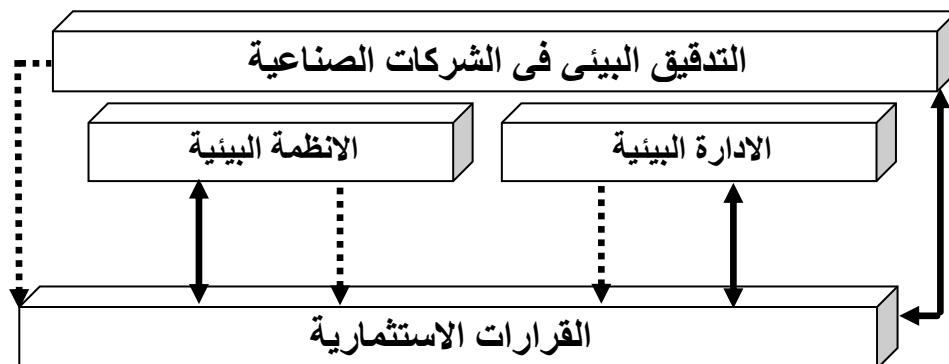 التدقيق البيئى فى الشركات الصناعية
الادارة البيئية
الانظمة البيئية
القرارات الاستثمارية